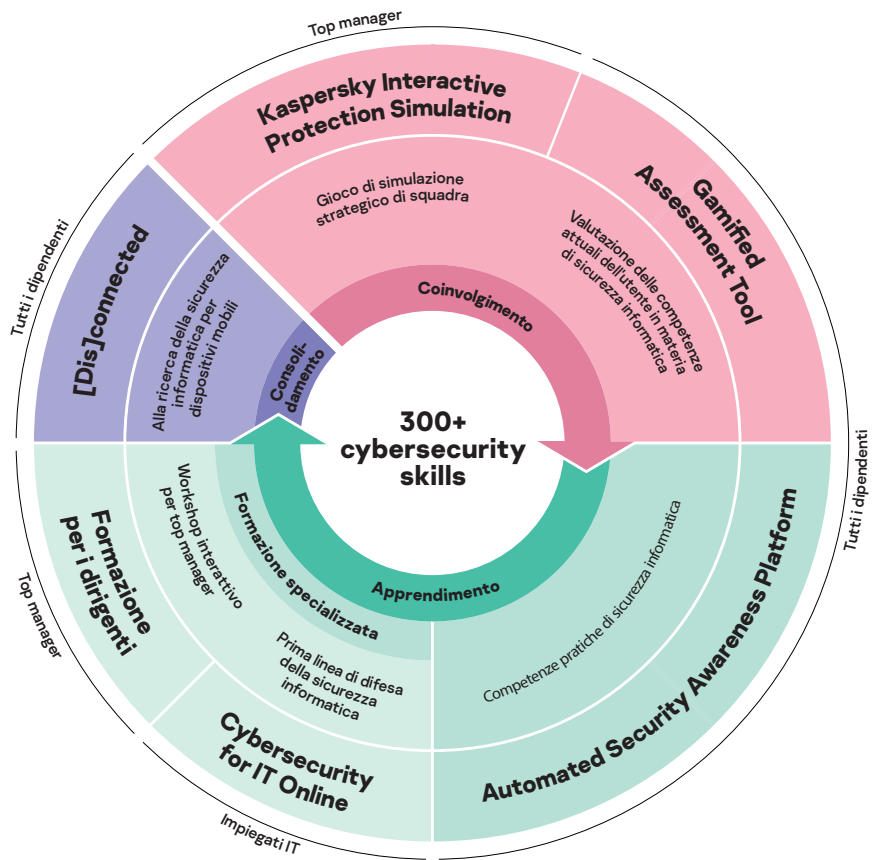 Top manager
Kaspersky Interactive
Protection Simulation
Gioco di simulazione
strategico di squadra
Gamified
Assessment Tool
Valutazione delle competenze
attuali dell'utente in materia
di sicurezza informatica
Coinvolgimento
Tutti i dipendenti
[Dis]connected
Alla ricerca della sicurezza
informatica per
dispositivi mobili
Consoli-
damento
300+
cybersecurity
skills
Tutti i dipendenti
Automated Security Awareness Platform
Competenze pratiche di sicurezza informatica
Apprendimento
Formazione specializzata
Workshop interattivo
per top manager
Formazione
per i dirigenti
Top manager
Prima linea di difesa
della sicurezza
informatica
Cybersecurity
for IT Online
Impiegati IT